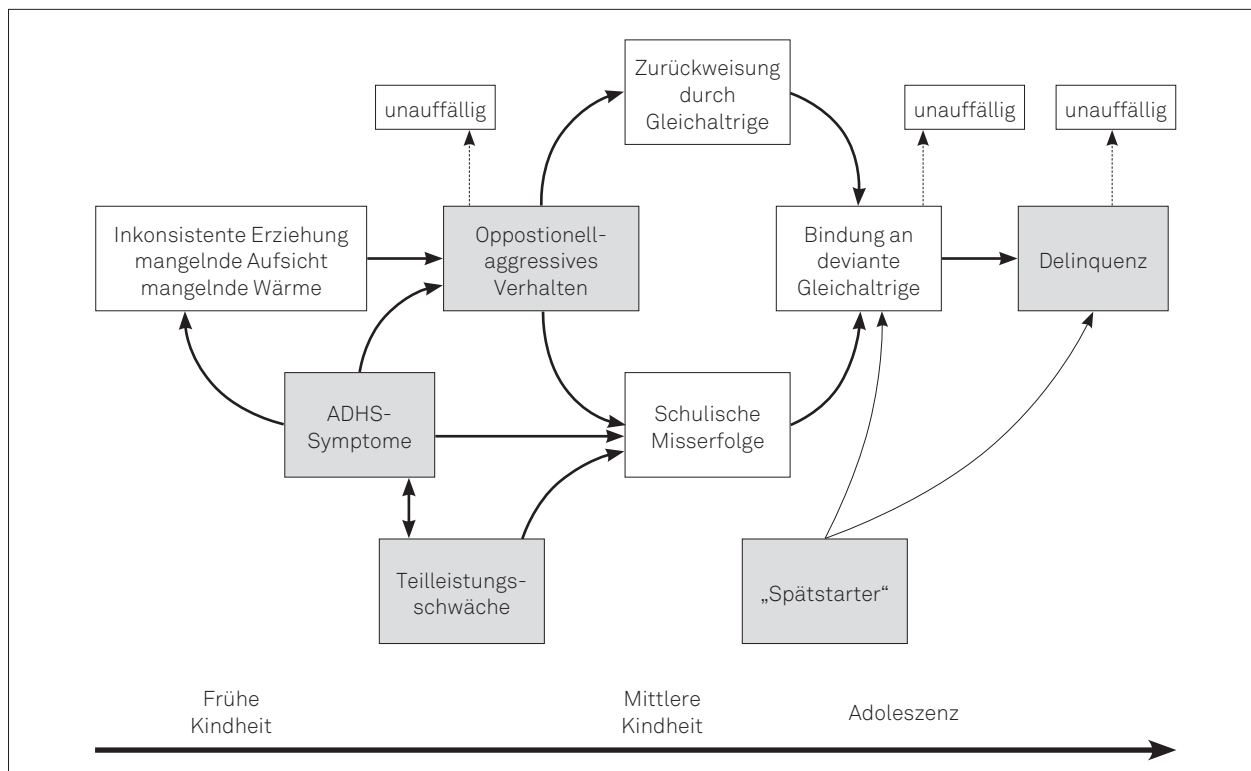 Zurückweisung
durch
Gleichaltrige
unauffällig
unauffällig
unauffällig
Inkonsistente Erziehung
mangelnde Aufsicht
mangelnde Wärme
Oppostionell-
aggressives
Verhalten
Bindung an
deviante
Gleichaltrige
Delinquenz
ADHS-
Symptome
Schulische
Misserfolge
Teilleistungs-
schwäche
„Spätstarter“
Frühe
Kindheit
Mittlere
Kindheit
Adoleszenz